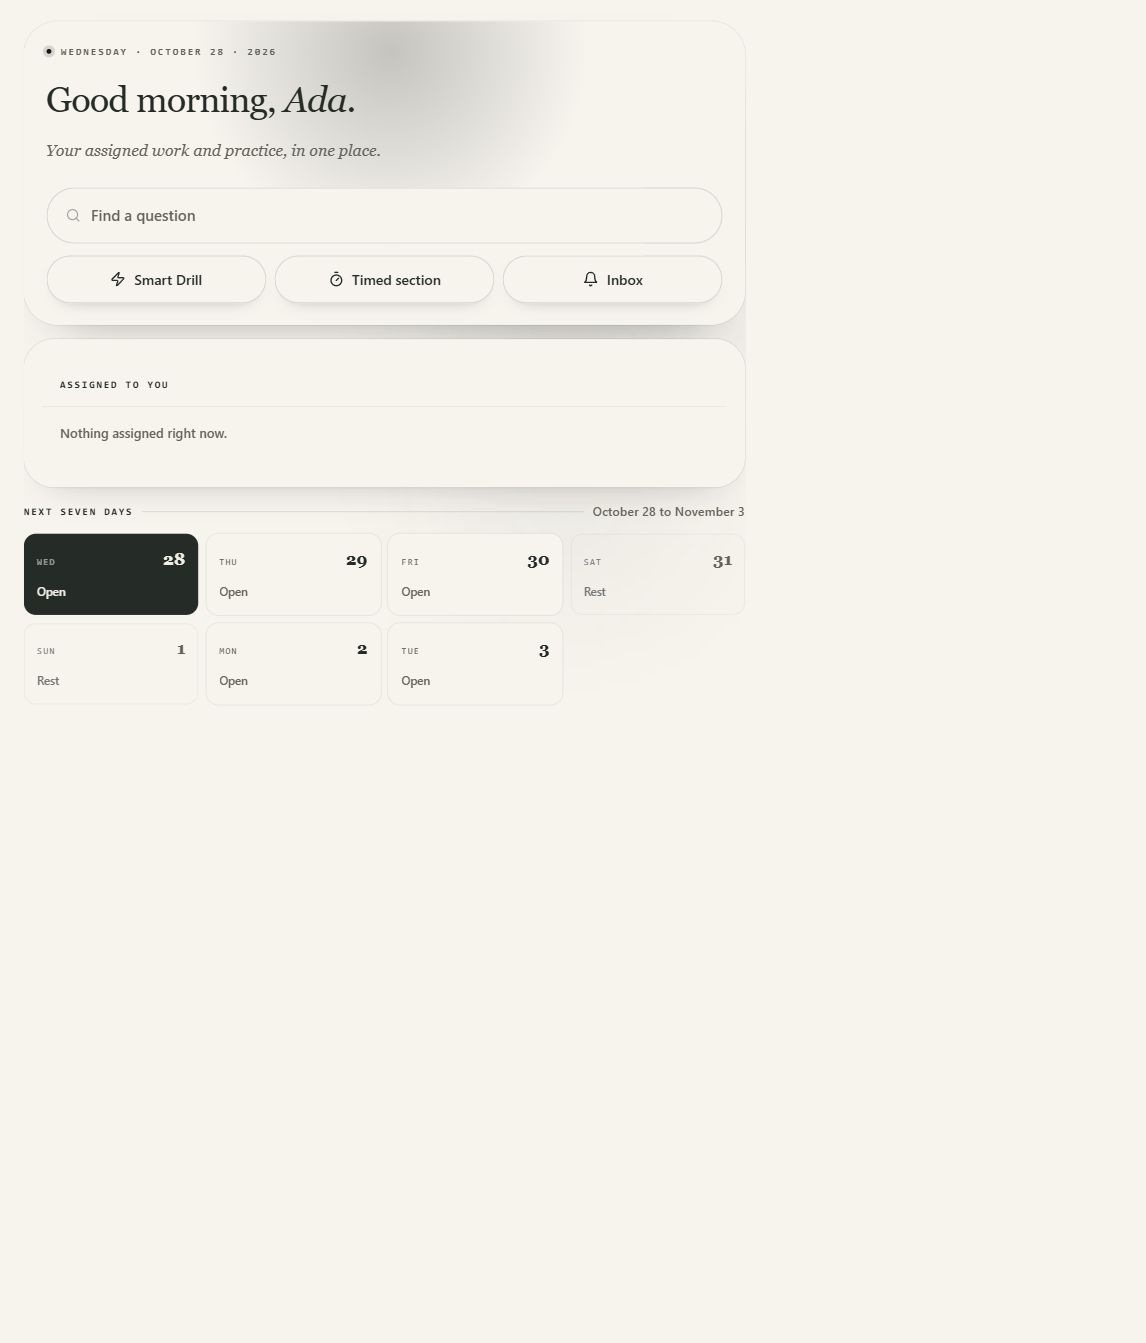 WEDNESDAY · OCTOBER 28 · 2026
Good morning, Ada.
Your assigned work and practice, in one place.
Find a question
Smart Drill
Timed section
Inbox
ASSIGNED TO YOU
Nothing assigned right now.
NEXT SEVEN DAYS
October 28 to November 3
WED 28
Open
THU 29
Open
FRI 30
Open
SAT 31
Rest
SUN 1
Rest
MON 2
Open
TUE 3
Open